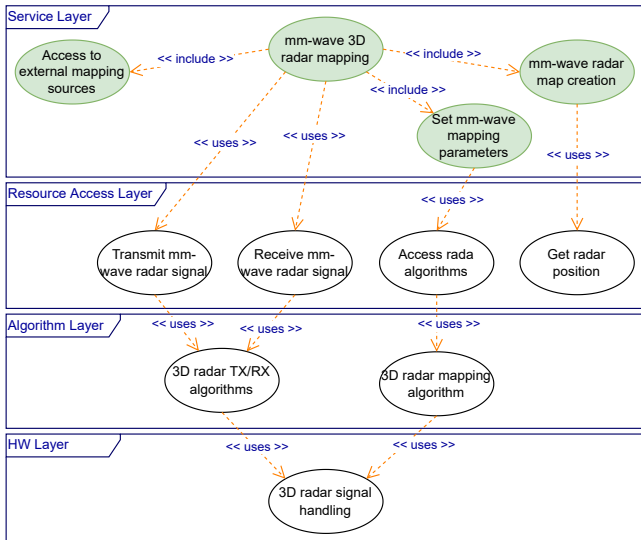 Service Layer
Access to
external mapping
sources
<< include >>
mm-wave 3D
radar mapping
<< include >>
mm-wave radar
map creation
<< include >>
Set mm-wave
mapping
parameters
<< uses >>
<< uses >>
<< uses >>
<< uses >>
Resource Access Layer
Transmit mm-
wave radar signal
Receive mm-
wave radar signal
Access rada
algorithms
Get radar
position
Algorithm Layer
<< uses >>
<< uses >>
<< uses >>
3D radar TX/RX
algorithms
3D radar mapping
algorithm
HW Layer
<< uses >>
<< uses >>
3D radar signal
handling